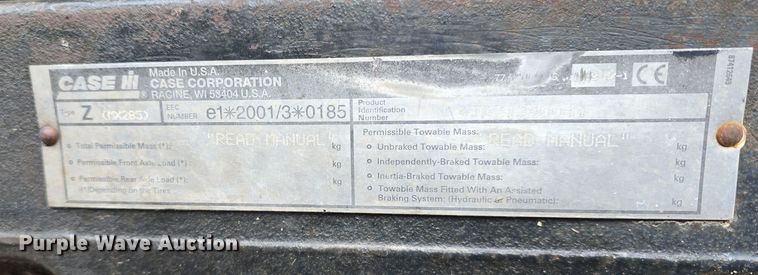 CASE IH
Made In U.S.A.
CASE CORPORATION
RACINE, WI 53404 U.S.A.
CE
87412565
Type Z (MX285)
EEC NUMBER e1*2001/3*0185
Product Identification Number
"READ MANUAL"
Total Permissible Mass (*): kg
Permissible Front Axle Load (*): kg
Permissible Rear Axle Load (*): kg
(*)Depending on the Tires
Permissible Towable Mass: "READ MANUAL"
Unbraked Towable Mass: kg
Independently-Braked Towable Mass: kg
Inertia-Braked Towable Mass: kg
Towable Mass Fitted With An Assisted
Braking System: (Hydraulic or Pneumatic): kg
Purple Wave Auction